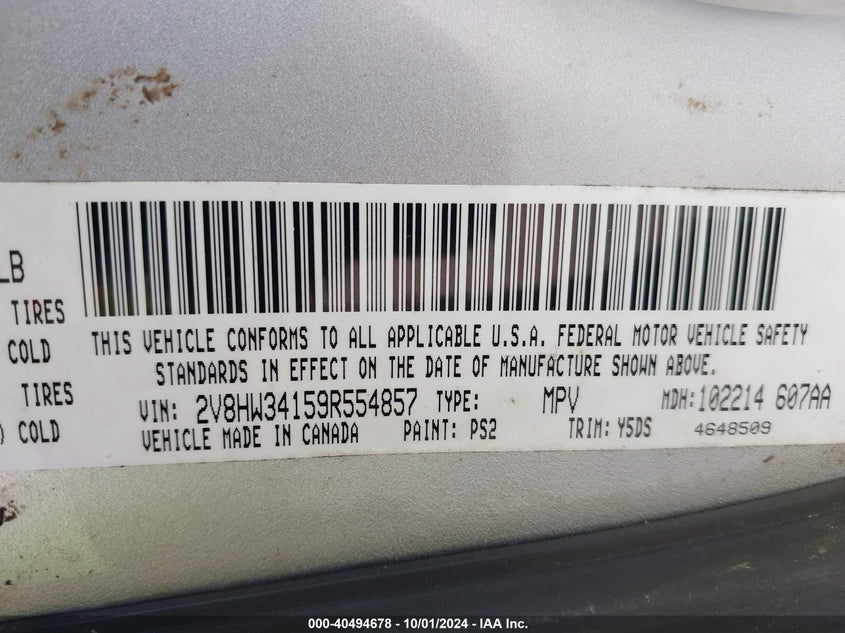 LB
TIRES
COLD
TIRES
) COLD
THIS VEHICLE CONFORMS TO ALL APPLICABLE U.S.A. FEDERAL MOTOR VEHICLE SAFETY
STANDARDS IN EFFECT ON THE DATE OF MANUFACTURE SHOWN ABOVE.
VIN: 2V8HW34159R554857 TYPE: MPV MDH: 102214 607AA
VEHICLE MADE IN CANADA PAINT: PS2 TRIM: Y5DS 4648509
000-40494678 - 10/01/2024 - IAA Inc.